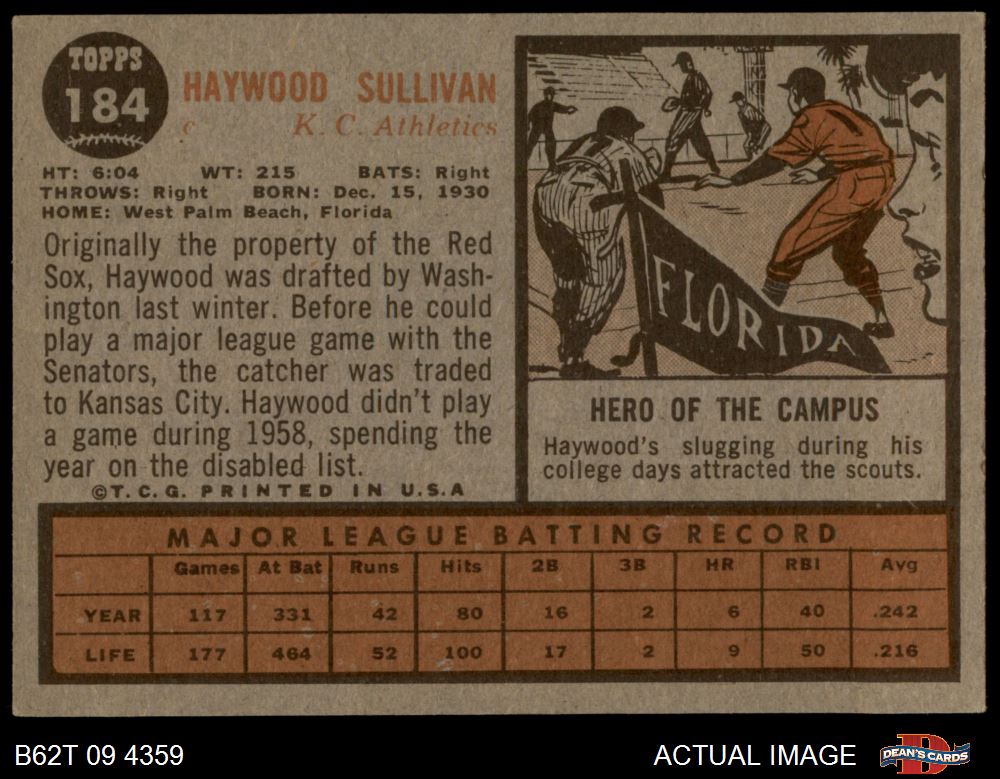 TOPPS
184
HAYWOOD SULLIVAN
c K. C. Athletics
HT: 6:04 WT: 215 BATS: Right
THROWS: Right BORN: Dec. 15, 1930
HOME: West Palm Beach, Florida
Originally the property of the Red
Sox, Haywood was drafted by Wash-
ington last winter. Before he could
play a major league game with the
Senators, the catcher was traded
to Kansas City. Haywood didn't play
a game during 1958, spending the
year on the disabled list.
©T.C.G. PRINTED IN U.S.A
FLORIDA
HERO OF THE CAMPUS
Haywood's slugging during his
college days attracted the scouts.
MAJOR LEAGUE BATTING RECORD
Games At Bat Runs Hits 2B 3B HR RBI Avg
YEAR 117 331 42 80 16 2 6 40 .242
LIFE 177 464 52 100 17 2 9 50 .216
B62T 09 4359
ACTUAL IMAGE
DEAN'S CARDS